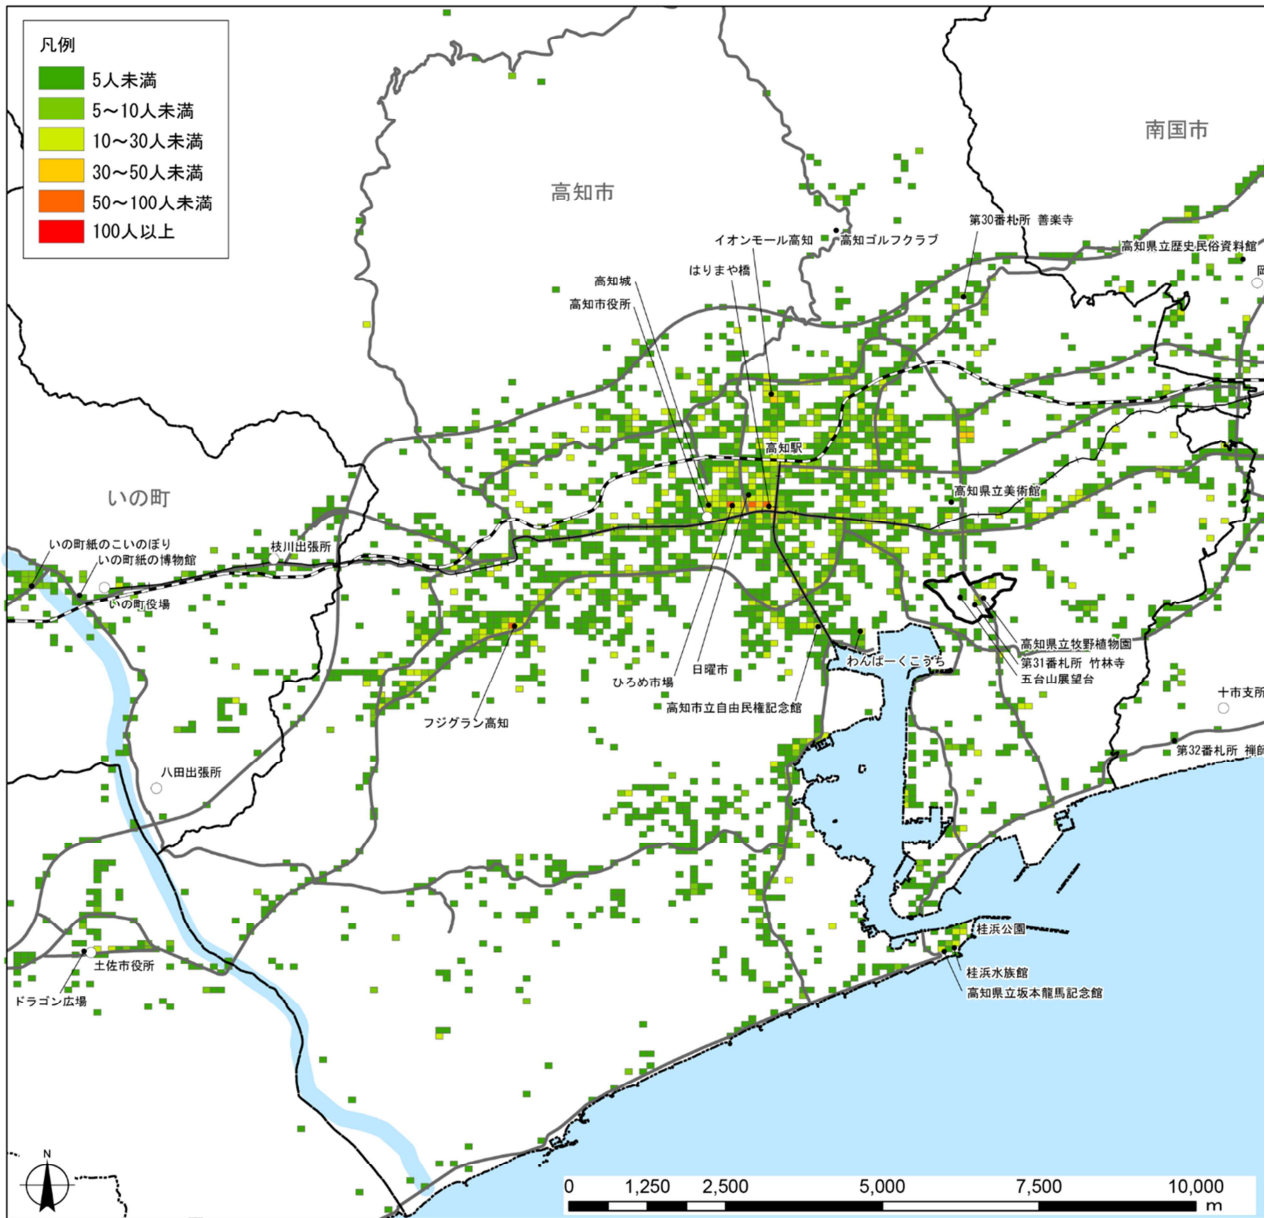 凡例
5人未満
5～10人未満
10～30人未満
30～50人未満
50～100人未満
100人以上
高知市
南国市
第30番札所 善楽寺
イオンモール高知
高知ゴルフクラブ
高知県立歴史民俗資料館
はりまや橋
岡
高知城
高知市役所
高知駅
いの町
高知県立美術館
いの町紙のこいのぼり
枝川出張所
いの町紙の博物館
いの町役場
高知県立牧野植物園
わんぱーくこうち
第31番札所 竹林寺
日曜市
五台山展望台
ひろめ市場
十市支所
高知市立自由民権記念館
フジグラン高知
第32番札所 禅師
八田出張所
桂浜公園
土佐市役所
桂浜水族館
ドラゴン広場
高知県立坂本龍馬記念館
N
0 1,250 2,500 5,000 7,500 10,000
m